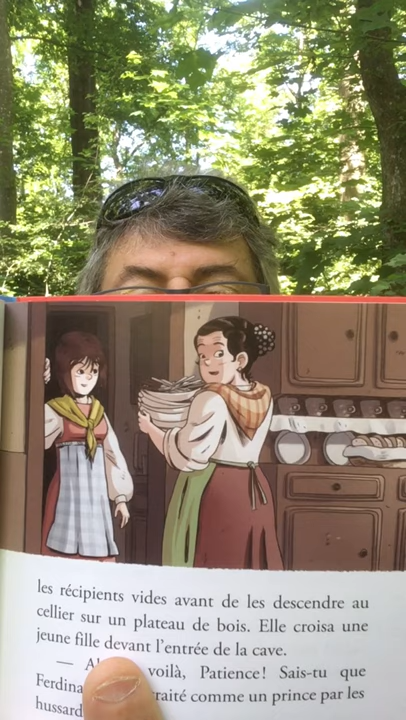 les récipients vides avant de les descendre au
cellier sur un plateau de bois. Elle croisa une
jeune fille devant l'entrée de la cave.
— voilà, Patience! Sais-tu que
comme un prince par les